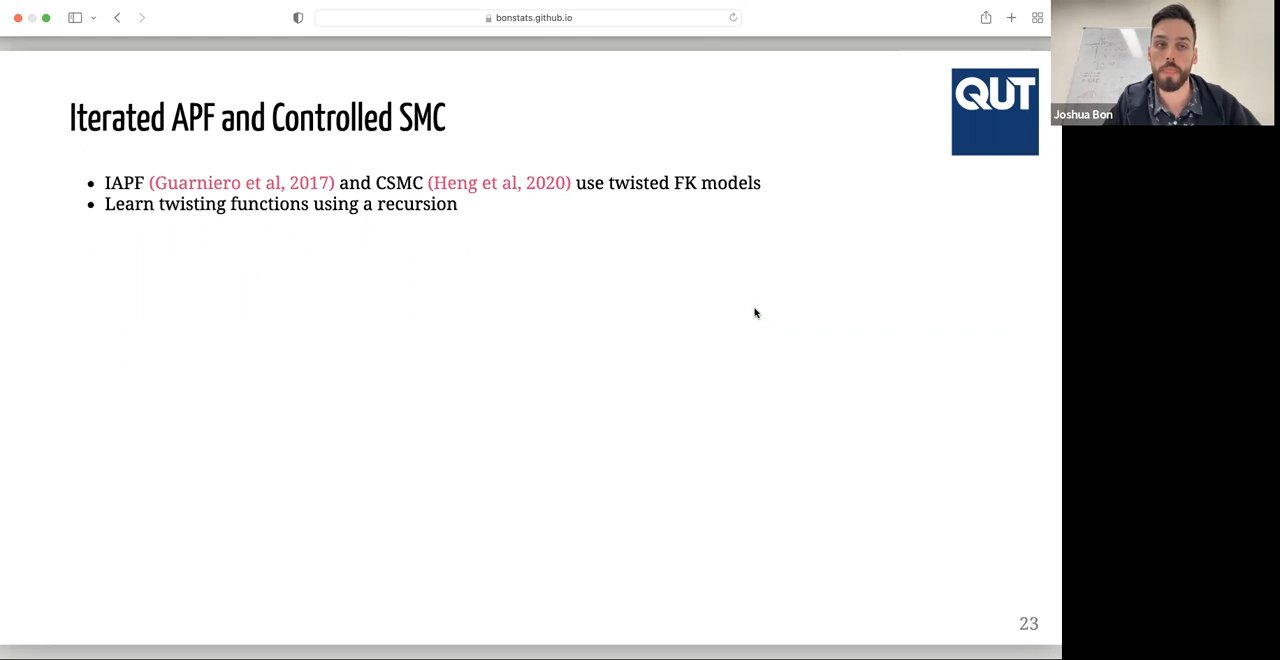 bonstats.github.io
Iterated APF and Controlled SMC
QUT
Joshua Bon
• IAPF (Guarniero et al, 2017) and CSMC (Heng et al, 2020) use twisted FK models
• Learn twisting functions using a recursion
23